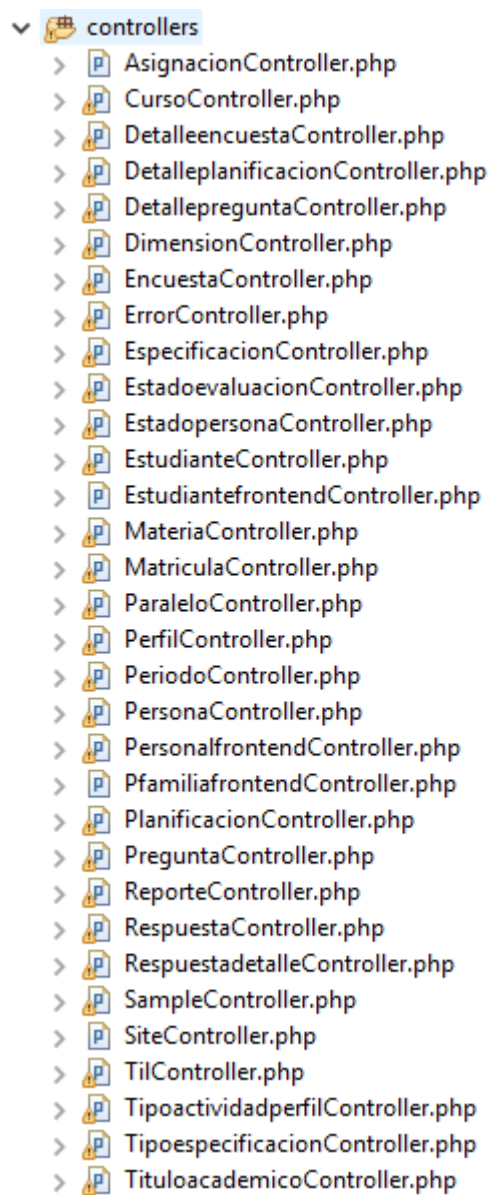 controllers
AsignacionController.php
CursoController.php
DetalleencuestaController.php
DetalleplanificacionController.php
DetallepreguntaController.php
DimensionController.php
EncuestaController.php
ErrorController.php
EspecificacionController.php
EstadoevaluacionController.php
EstadopersonaController.php
EstudianteController.php
EstudiantefrontendController.php
MateriaController.php
MatriculaController.php
ParaleloController.php
PerfilController.php
PeriodoController.php
PersonaController.php
PersonalfrontendController.php
PfamiliafrontendController.php
PlanificacionController.php
PreguntaController.php
ReporteController.php
RespuestaController.php
RespuestadetalleController.php
SampleController.php
SiteController.php
TilController.php
TipoactividadperfilController.php
TipoespecificacionController.php
TituloacademicoController.php